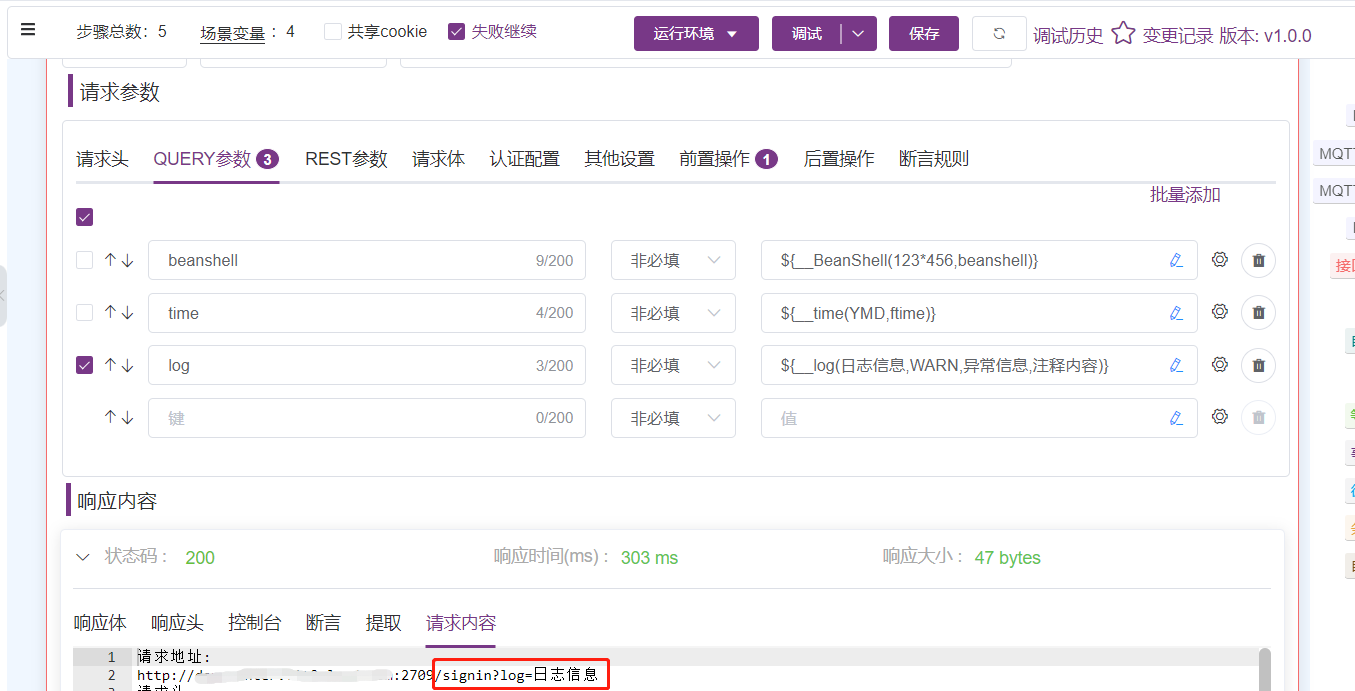 步骤总数: 5 场景变量 : 4 共享cookie 失败继续 运行环境 调试 保存 调试历史 变更记录 版本: v1.0.0
请求参数
请求头 QUERY参数 3 REST参数 请求体 认证配置 其他设置 前置操作 1 后置操作 断言规则
MQTT
批量添加
MQTT
beanshell 9/200 非必填 ${__BeanShell(123*456,beanshell)}
time 4/200 非必填 ${__time(YMD,ftime)}
log 3/200 非必填 ${__log(日志信息,WARN,异常信息,注释内容)}
键 0/200 非必填 值
响应内容
状态码 : 200 响应时间(ms) : 303 ms 响应大小 : 47 bytes
响应体 响应头 控制台 断言 提取 请求内容
1 请求地址:
2 http://d :2709/signin?log=日志信息